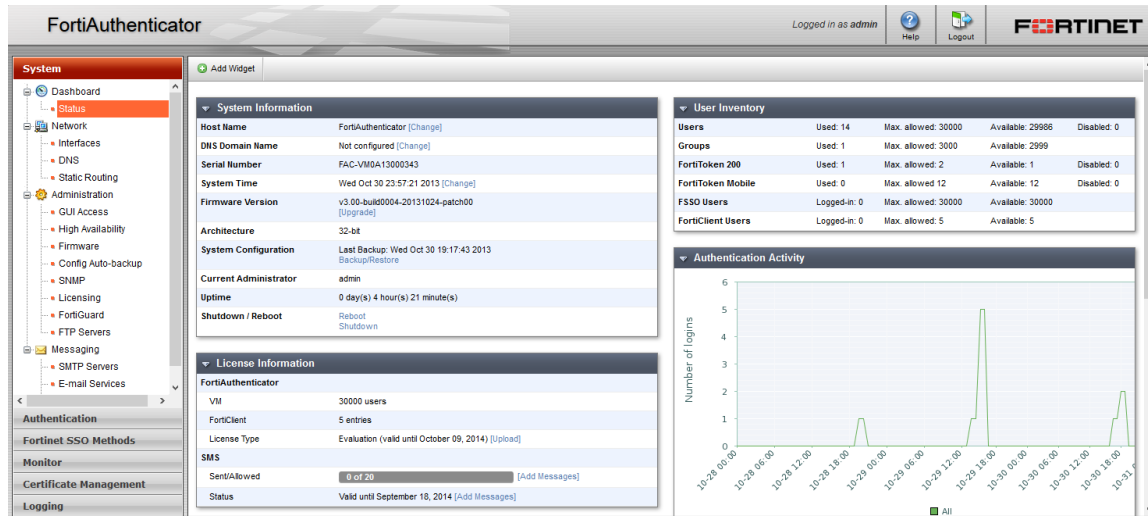 FortiAuthenticator
Logged in as admin
Help
Logout
FORTINET
System
Dashboard
Status
Network
Interfaces
DNS
Static Routing
Administration
GUI Access
High Availability
Firmware
Config Auto-backup
SNMP
Licensing
FortiGuard
FTP Servers
Messaging
SMTP Servers
E-mail Services
Authentication
Fortinet SSO Methods
Monitor
Certificate Management
Logging
Add Widget
System Information
Host Name FortiAuthenticator [Change]
DNS Domain Name Not configured [Change]
Serial Number FAC-VM0A13000343
System Time Wed Oct 30 23:57:21 2013 [Change]
Firmware Version v3.00-build0004-20131024-patch00
[Upgrade]
Architecture 32-bit
System Configuration Last Backup: Wed Oct 30 19:17:43 2013
Backup/Restore
Current Administrator admin
Uptime 0 day(s) 4 hour(s) 21 minute(s)
Shutdown / Reboot Reboot
Shutdown
License Information
FortiAuthenticator
VM 30000 users
FortiClient 5 entries
License Type Evaluation (valid until October 09, 2014) [Upload]
SMS
Sent/Allowed 0 of 20 [Add Messages]
Status Valid until September 18, 2014 [Add Messages]
User Inventory
Users Used: 14 Max. allowed: 30000 Available: 29986 Disabled: 0
Groups Used: 1 Max. allowed: 3000 Available: 2999
FortiToken 200 Used: 1 Max. allowed: 2 Available: 1 Disabled: 0
FortiToken Mobile Used: 0 Max. allowed 12 Available: 12 Disabled: 0
FSSO Users Logged-in: 0 Max. allowed: 30000 Available: 30000
FortiClient Users Logged-in: 0 Max. allowed: 5 Available: 5
Authentication Activity
Number of logins
6
5
4
3
2
1
0
10-28 00:00
10-28 06:00
10-28 12:00
10-28 18:00
10-29 00:00
10-29 06:00
10-29 12:00
10-29 18:00
10-30 00:00
10-30 06:00
10-30 12:00
10-30 18:00
All